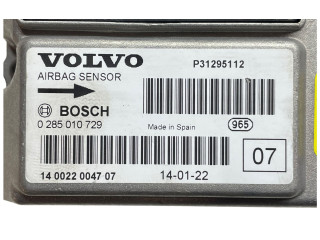 VOLVO
P31295112
AIRBAG SENSOR
BOSCH
0 285 010 729
Made in Spain
965
07
14 0022 0047 07
14-01-22